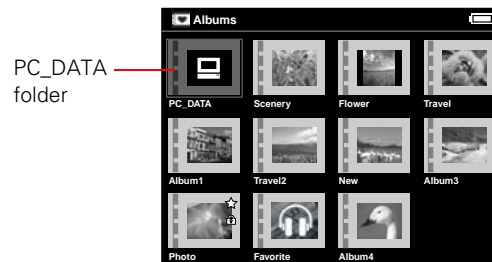 Albums
PC_DATA
folder
PC_DATA Scenery Flower Travel
Album1 Travel2 New Album3
Photo Favorite Album4